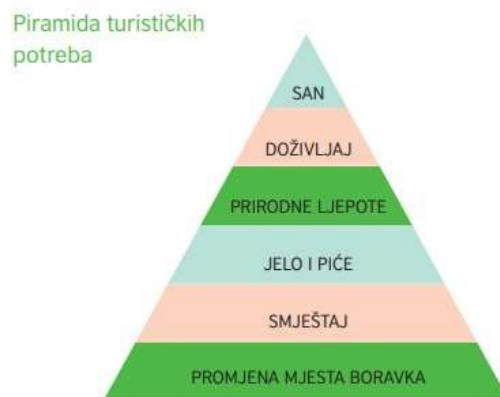 Piramida turističkih
potreba
SAN
DOŽIVLJAJ
PRIRODNE LJEPOTE
JELO I PIĆE
SMJEŠTAJ
PROMJENA MJESTA BORAVKA